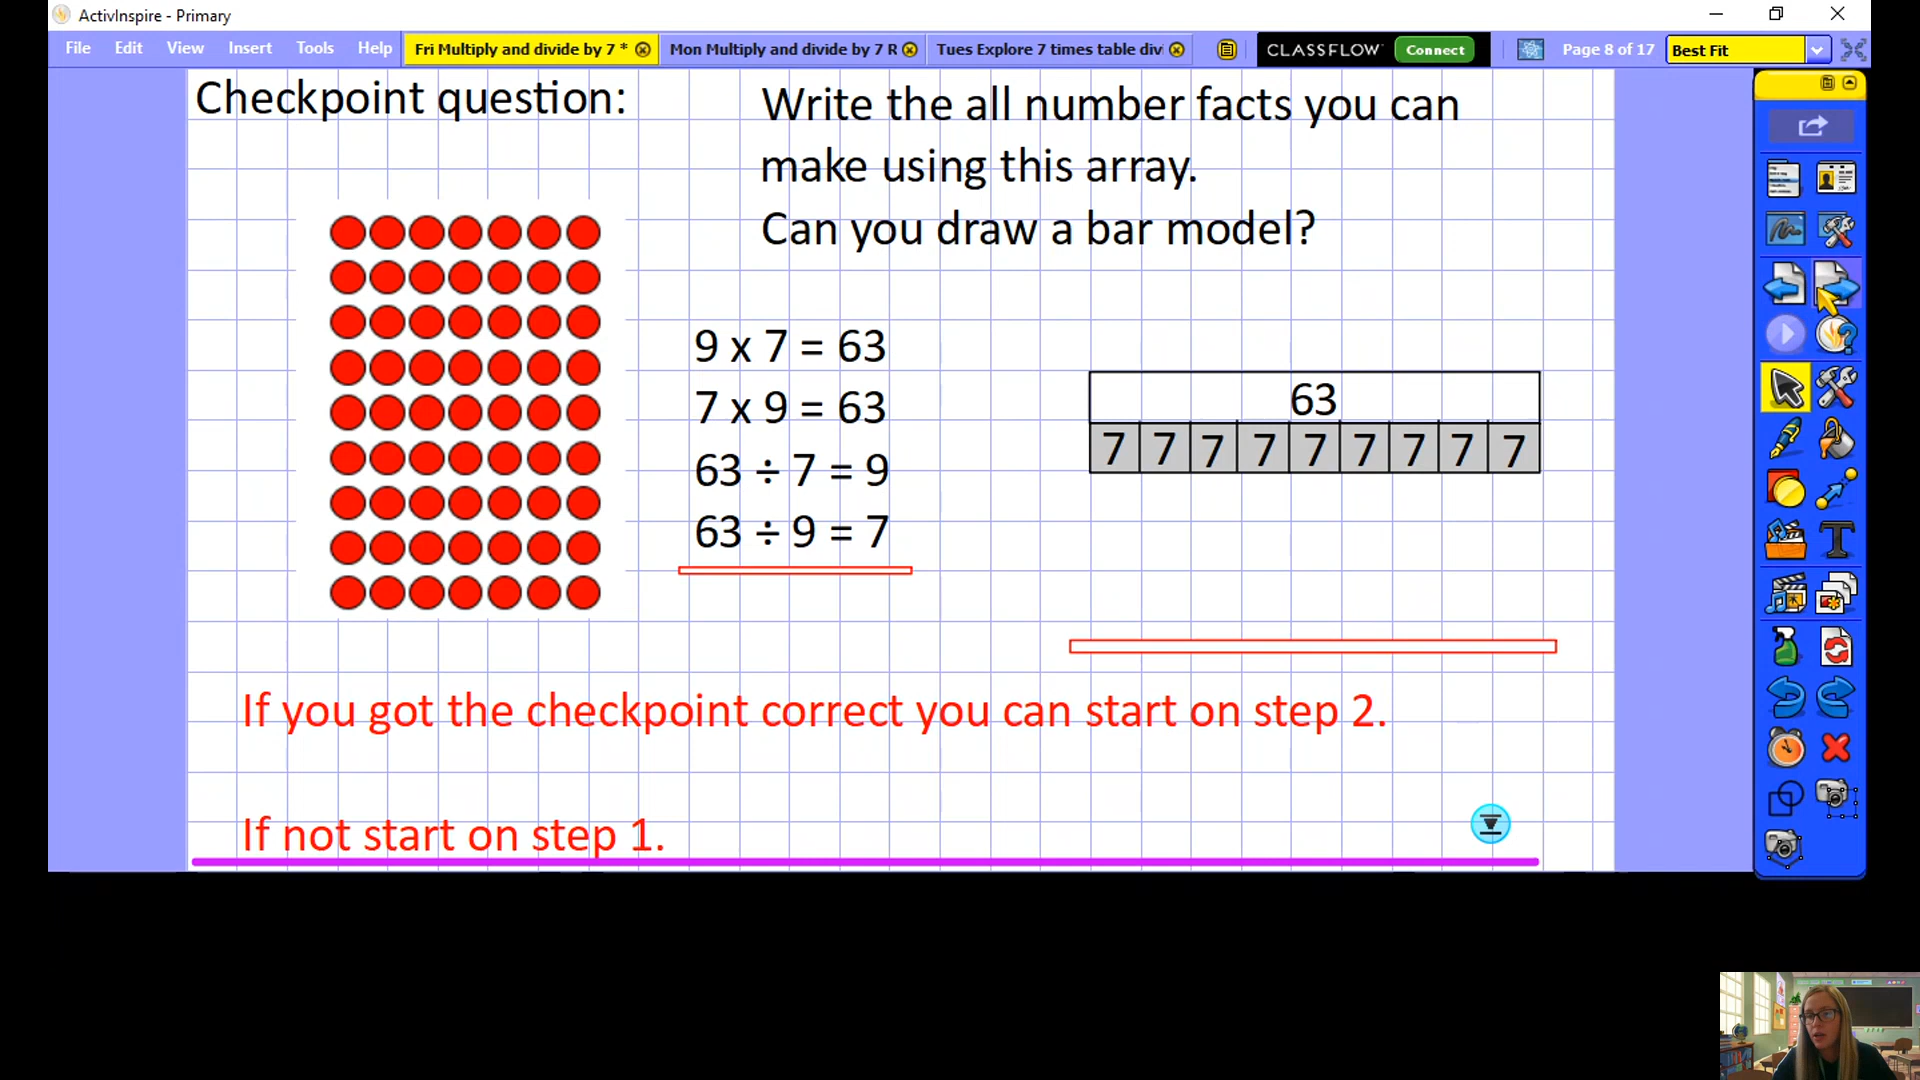 ActivInspire - Primary
File Edit View Insert Tools Help Fri Multiply and divide by 7 * Mon Multiply and divide by 7 R Tues Explore 7 times table divi CLASSFLOW Connect Page 8 of 17 Best Fit
Checkpoint question:
Write the all number facts you can
make using this array.
Can you draw a bar model?
9 x 7 = 63
7 x 9 = 63
63 ÷ 7 = 9
63 ÷ 9 = 7
63
7 7 7 7 7 7 7 7 7
If you got the checkpoint correct you can start on step 2.
If not start on step 1.